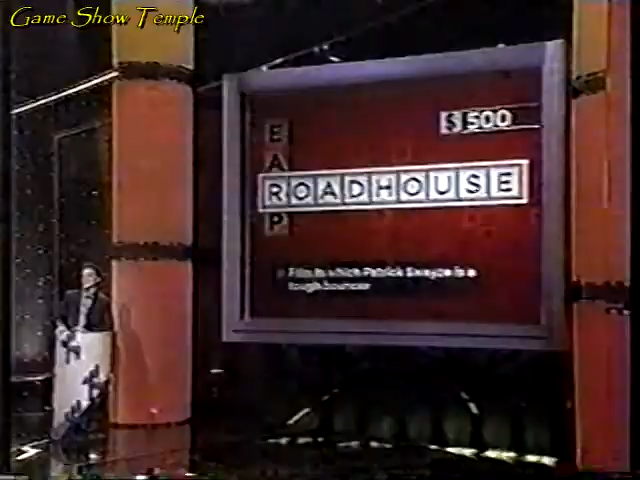 Game Show Temple
$500
E
A
ROADHOUSE
P
Film in which Patrick Swayze is a
tough bouncer